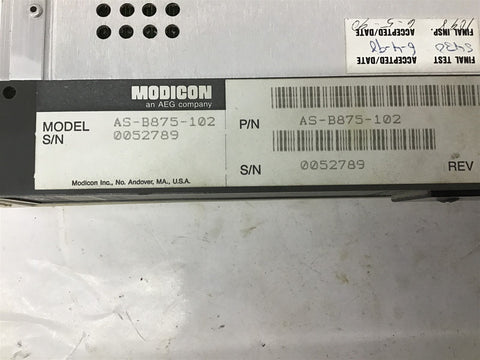 MODICON
an AEG company
MODEL AS-B875-102
S/N 0052789
Modicon Inc., No. Andover, MA., U.S.A.
P/N AS-B875-102
S/N 0052789
REV
FINAL TEST
ACCEPTED/DATE
FINAL INSP.
ACCEPTED/DATE